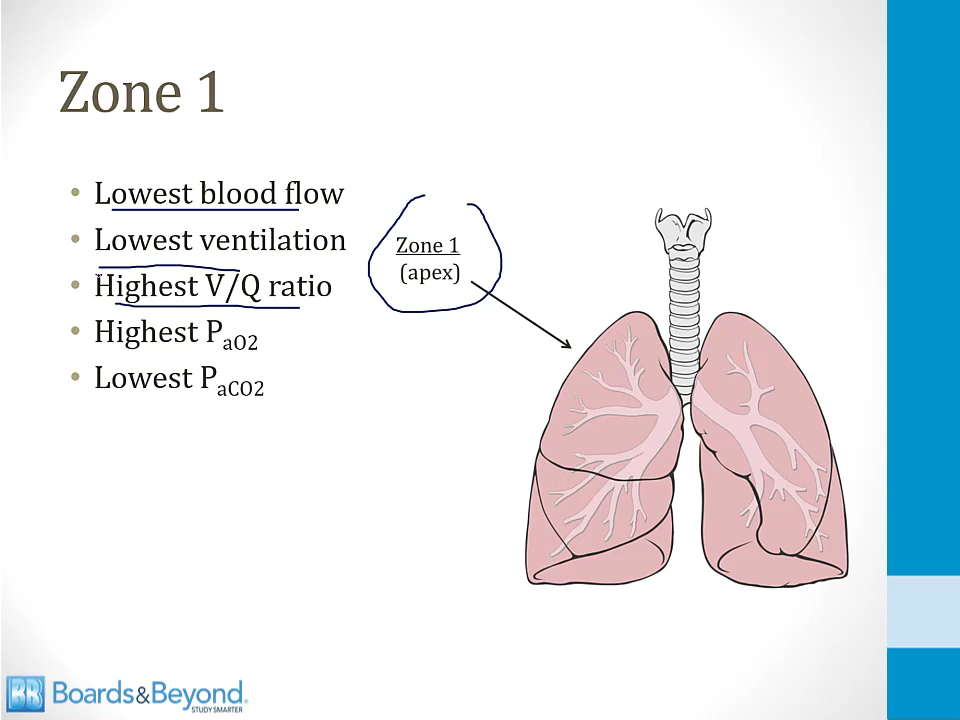 Zone 1
• Lowest blood flow
• Lowest ventilation
• Highest V/Q ratio
• Highest PaO2
• Lowest PaCO2
Zone 1
(apex)
BB Boards&Beyond.
STUDY SMARTER